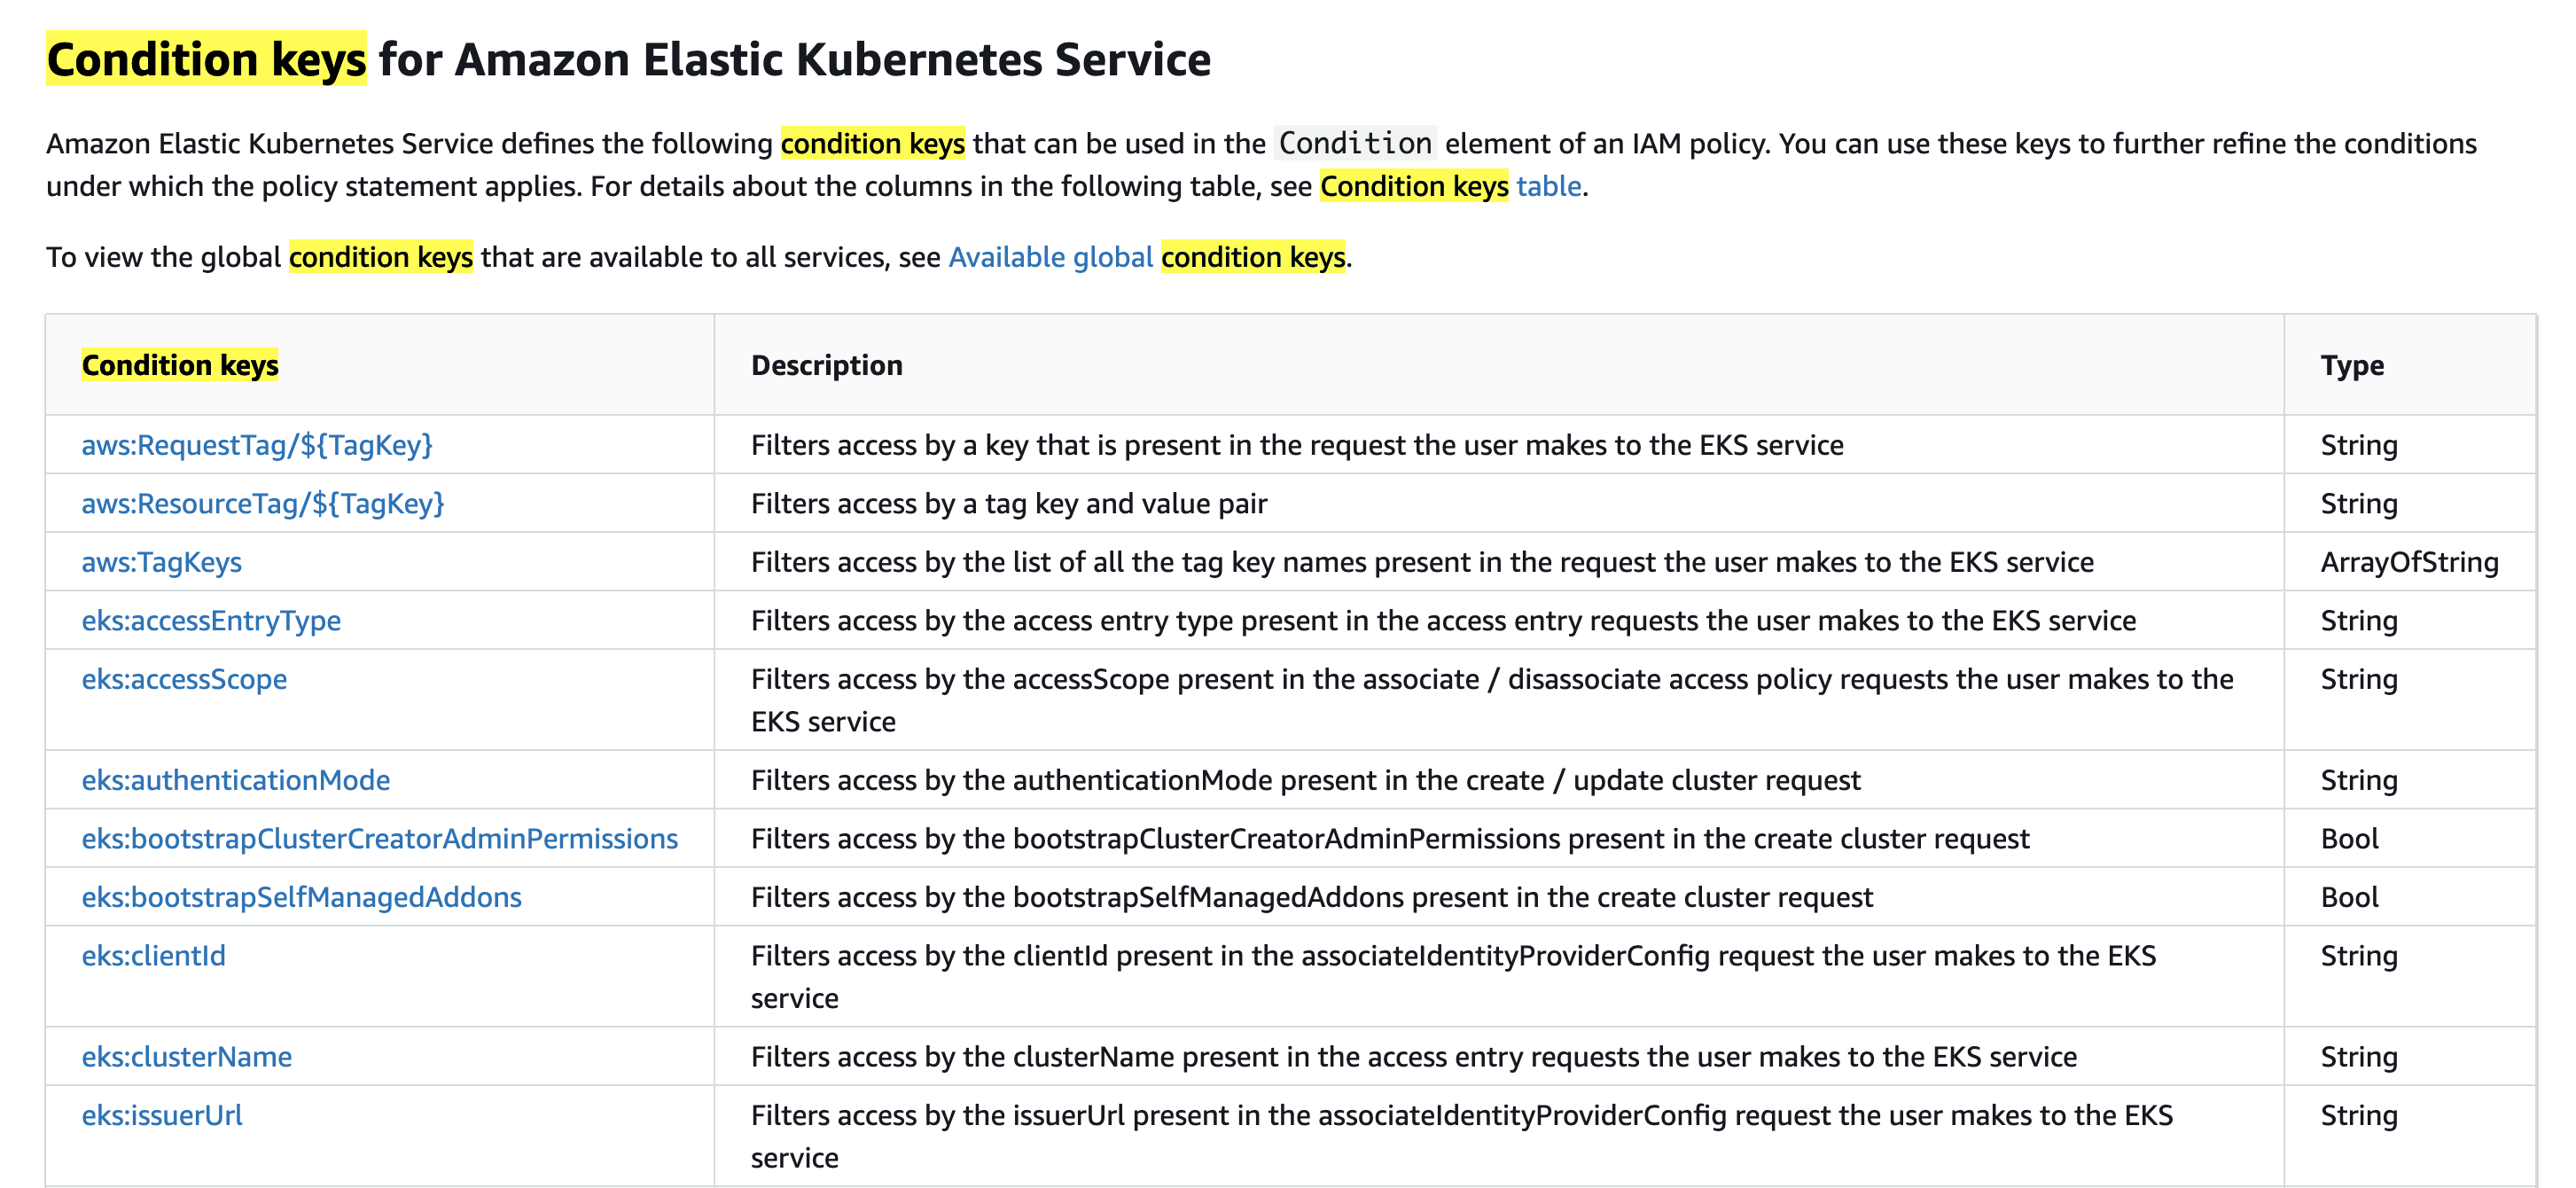 Condition keys for Amazon Elastic Kubernetes Service
Amazon Elastic Kubernetes Service defines the following condition keys that can be used in the Condition element of an IAM policy. You can use these keys to further refine the conditions
under which the policy statement applies. For details about the columns in the following table, see Condition keys table.
To view the global condition keys that are available to all services, see Available global condition keys.
Condition keys Description Type
aws:RequestTag/${TagKey} Filters access by a key that is present in the request the user makes to the EKS service String
aws:ResourceTag/${TagKey} Filters access by a tag key and value pair String
aws:TagKeys Filters access by the list of all the tag key names present in the request the user makes to the EKS service ArrayOfString
eks:accessEntryType Filters access by the access entry type present in the access entry requests the user makes to the EKS service String
eks:accessScope Filters access by the accessScope present in the associate / disassociate access policy requests the user makes to the String
EKS service
eks:authenticationMode Filters access by the authenticationMode present in the create / update cluster request String
eks:bootstrapClusterCreatorAdminPermissions Filters access by the bootstrapClusterCreatorAdminPermissions present in the create cluster request Bool
eks:bootstrapSelfManagedAddons Filters access by the bootstrapSelfManagedAddons present in the create cluster request Bool
eks:clientId Filters access by the clientId present in the associateIdentityProviderConfig request the user makes to the EKS String
service
eks:clusterName Filters access by the clusterName present in the access entry requests the user makes to the EKS service String
eks:issuerUrl Filters access by the issuerUrl present in the associateIdentityProviderConfig request the user makes to the EKS String
service